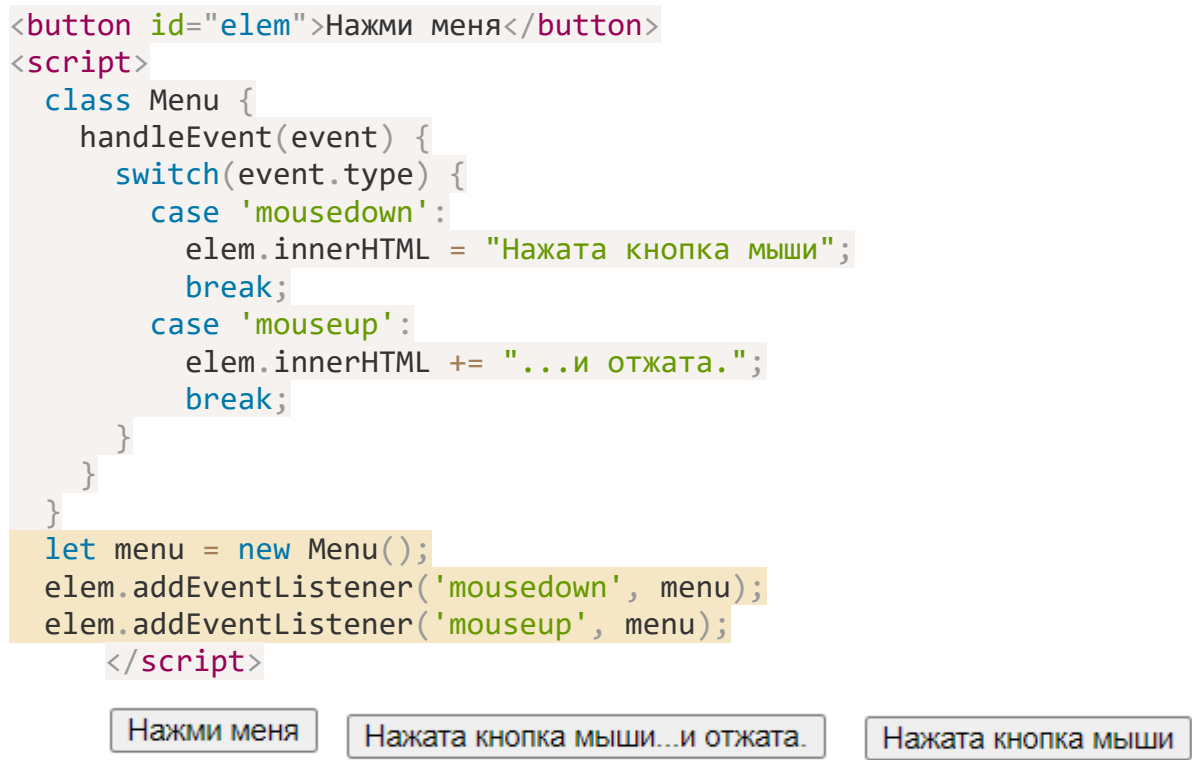 <button id="elem">Нажми меня</button>
<script>
  class Menu {
    handleEvent(event) {
      switch(event.type) {
        case 'mousedown':
          elem.innerHTML = "Нажата кнопка мыши";
          break;
        case 'mouseup':
          elem.innerHTML += "...и отжата.";
          break;
      }
    }
  }
  let menu = new Menu();
  elem.addEventListener('mousedown', menu);
  elem.addEventListener('mouseup', menu);
      </script>
Нажми меня Нажата кнопка мыши...и отжата. Нажата кнопка мыши